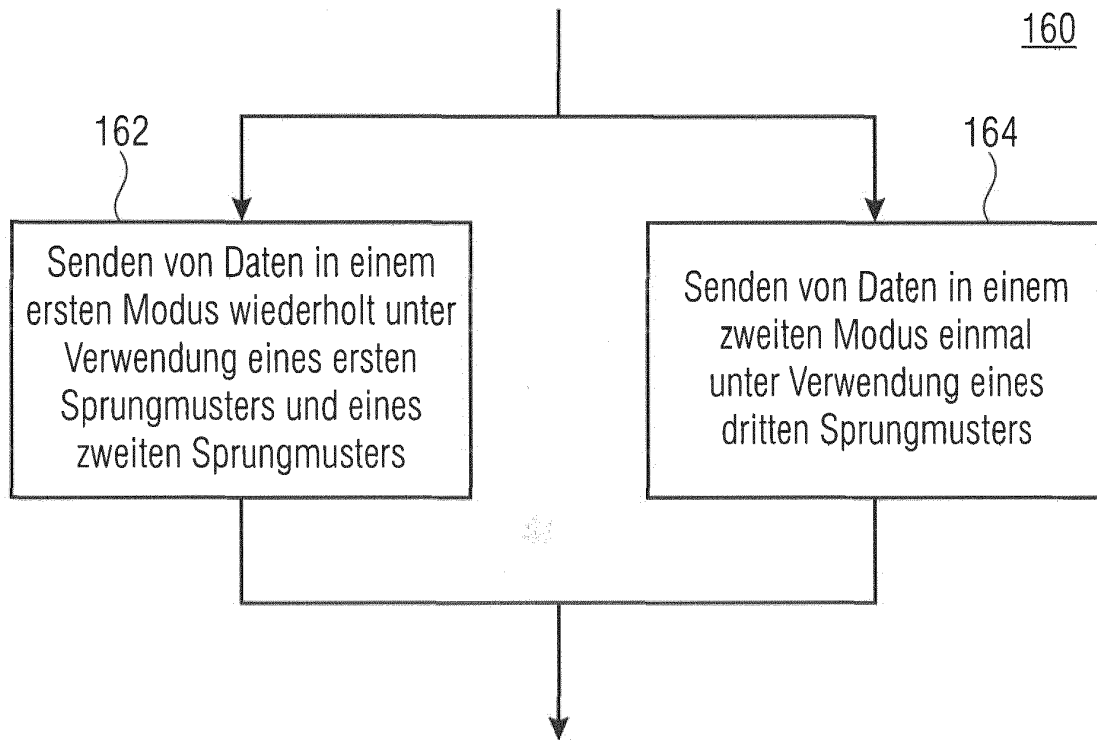 160
162
164
Senden von Daten in einem
ersten Modus wiederholt unter
Verwendung eines ersten
Sprungmusters und eines
zweiten Sprungmusters
Senden von Daten in einem
zweiten Modus einmal
unter Verwendung eines
dritten Sprungmusters